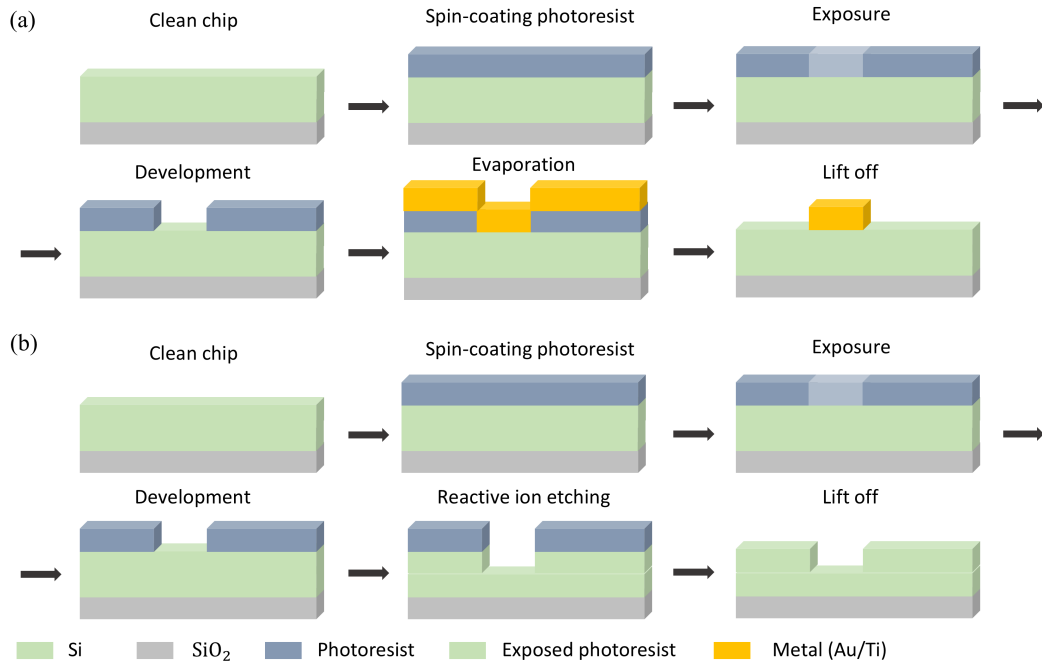 (a)
Clean chip
Spin-coating photoresist
Exposure
Development
Evaporation
Lift off
(b)
Clean chip
Spin-coating photoresist
Exposure
Development
Reactive ion etching
Lift off
Si
SiO₂
Photoresist
Exposed photoresist
Metal (Au/Ti)